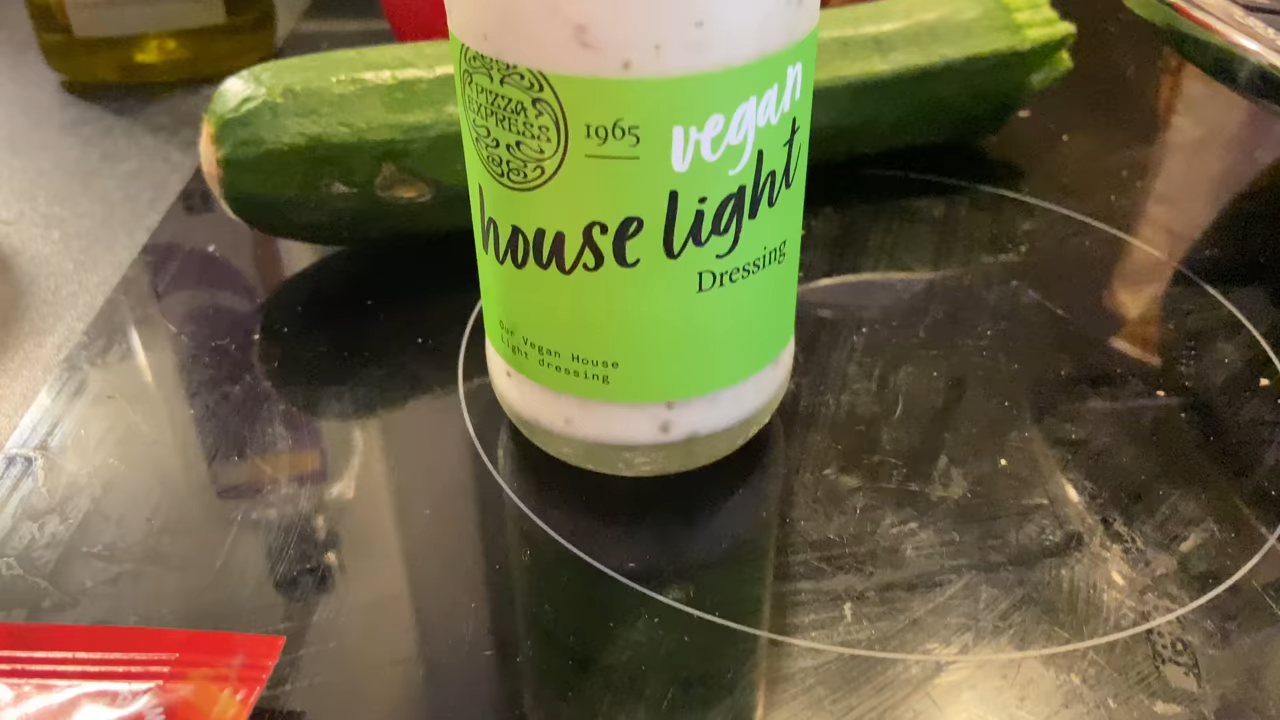 PIZZA
EXPRESS
1965
vegan
house light
Dressing
Our Vegan House
Light dressing